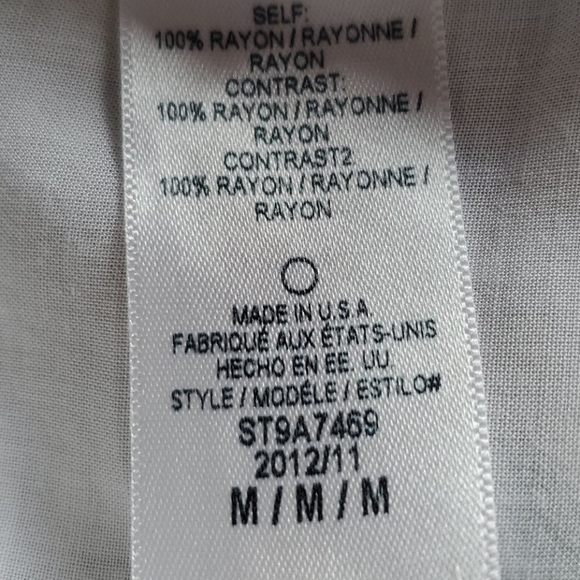 SELF:
100% RAYON / RAYONNE /
RAYON
CONTRAST:
100% RAYON / RAYONNE /
RAYON
CONTRAST2
100% RAYON / RAYONNE /
RAYON
MADE IN U.S.A.
FABRIQUÉ AUX ÉTATS-UNIS
HECHO EN EE. UU.
STYLE / MODÉLE / ESTILO#
ST9A7469
2012/11
M / M / M